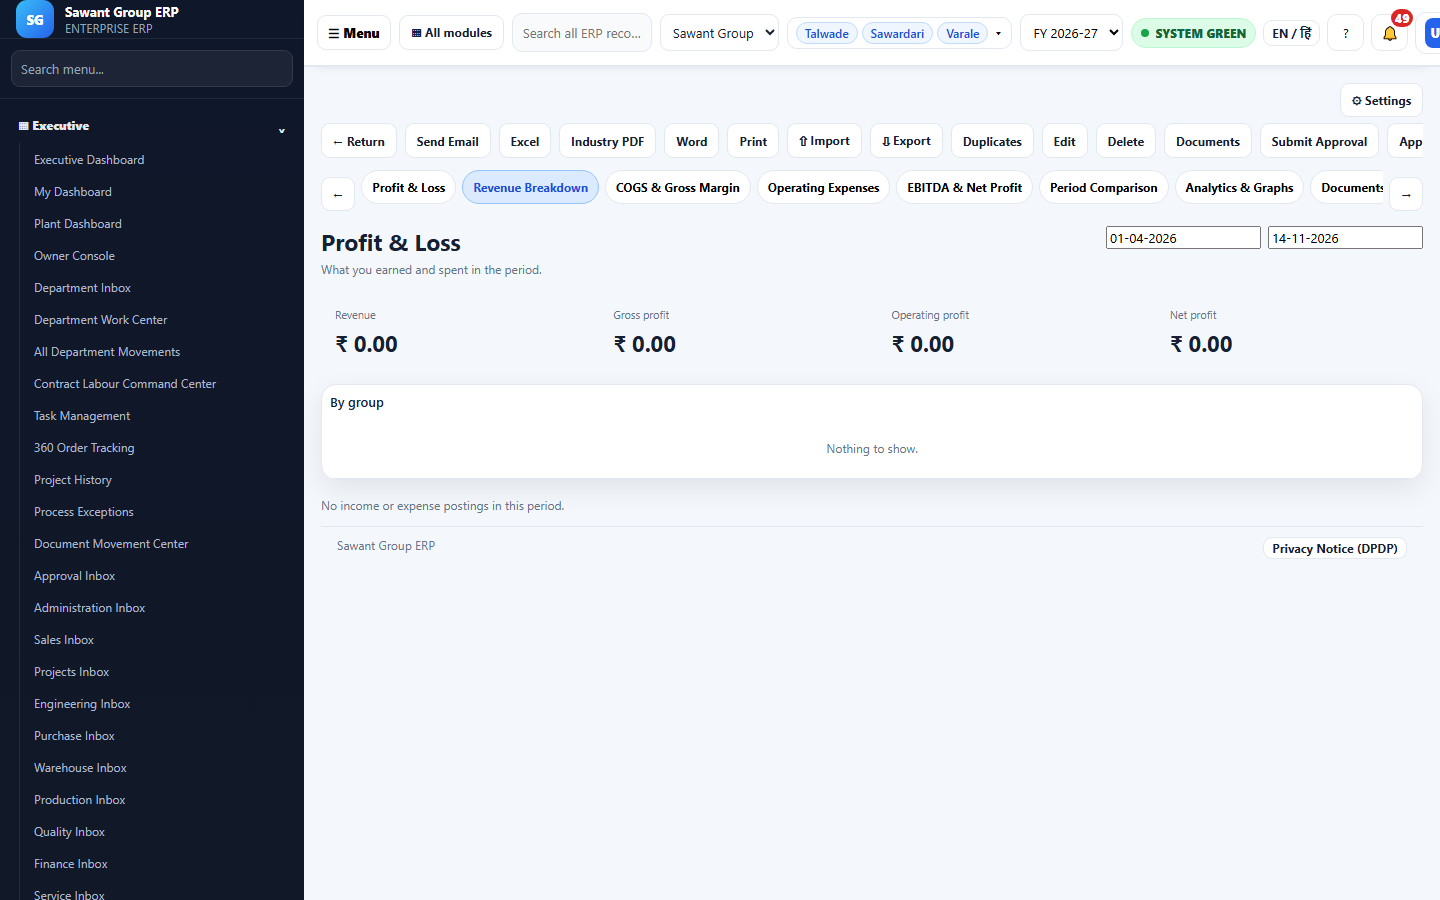 SG
Sawant Group ERP
ENTERPRISE ERP
Search menu...
Executive
Executive Dashboard
My Dashboard
Plant Dashboard
Owner Console
Department Inbox
Department Work Center
All Department Movements
Contract Labour Command Center
Task Management
360 Order Tracking
Project History
Process Exceptions
Document Movement Center
Approval Inbox
Administration Inbox
Sales Inbox
Projects Inbox
Engineering Inbox
Purchase Inbox
Warehouse Inbox
Production Inbox
Quality Inbox
Finance Inbox
Service Inbox
☰ Menu
All modules
Search all ERP reco...
Sawant Group
Talwade Sawardari Varale
FY 2026-27
SYSTEM GREEN
EN / हिं
?
49
U
⚙ Settings
← Return
Send Email
Excel
Industry PDF
Word
Print
⇧ Import
⇩ Export
Duplicates
Edit
Delete
Documents
Submit Approval
App
←
Profit & Loss
Revenue Breakdown
COGS & Gross Margin
Operating Expenses
EBITDA & Net Profit
Period Comparison
Analytics & Graphs
Documents
→
Profit & Loss
01-04-2026
14-11-2026
What you earned and spent in the period.
Revenue
₹ 0.00
Gross profit
₹ 0.00
Operating profit
₹ 0.00
Net profit
₹ 0.00
By group
Nothing to show.
No income or expense postings in this period.
Sawant Group ERP
Privacy Notice (DPDP)